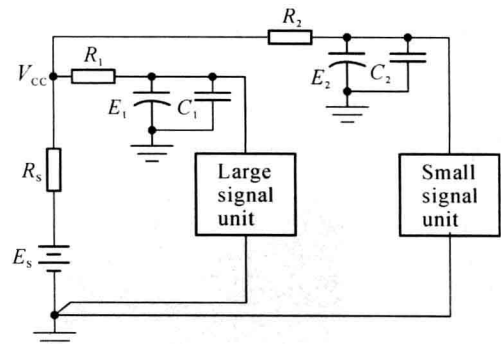 R2
R1
VCC
E2
C2
E1
C1
Rs
Large
signal
unit
Small
signal
unit
Es